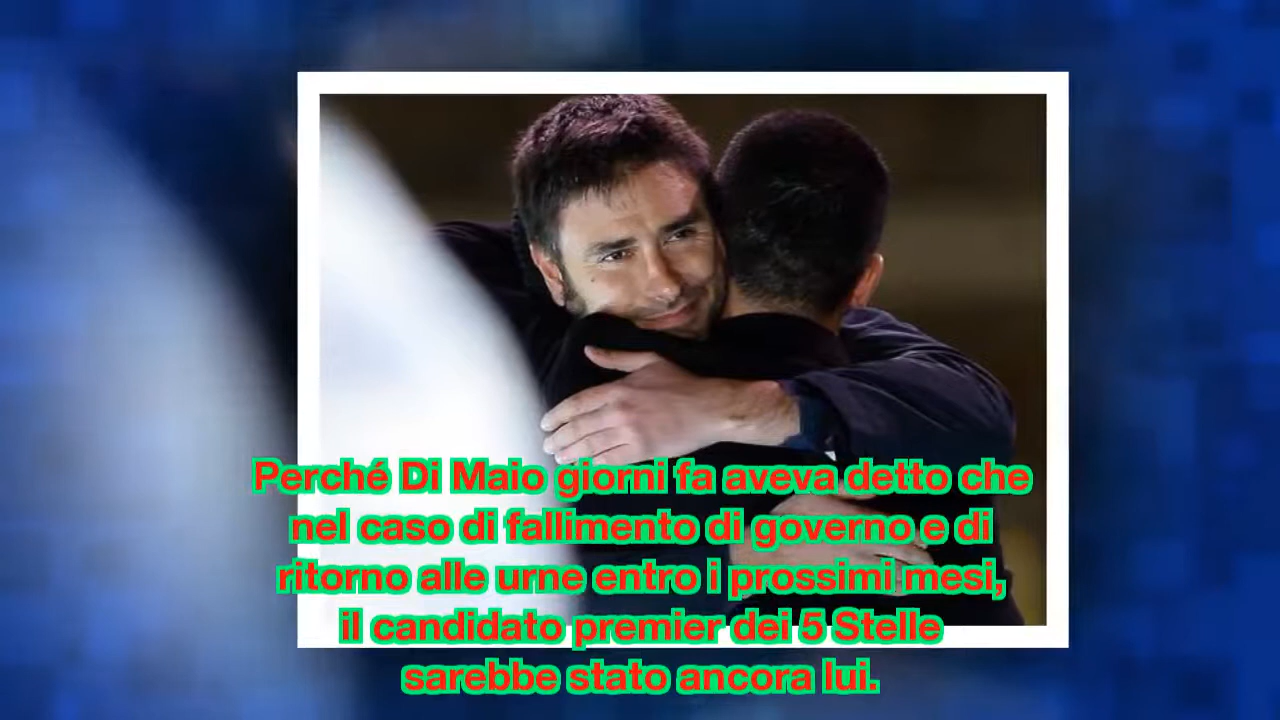 Perché Di Maio giorni fa aveva detto che
nel caso di fallimento di governo e di
ritorno alle urne entro i prossimi mesi,
il candidato premier dei 5 Stelle
sarebbe stato ancora lui.